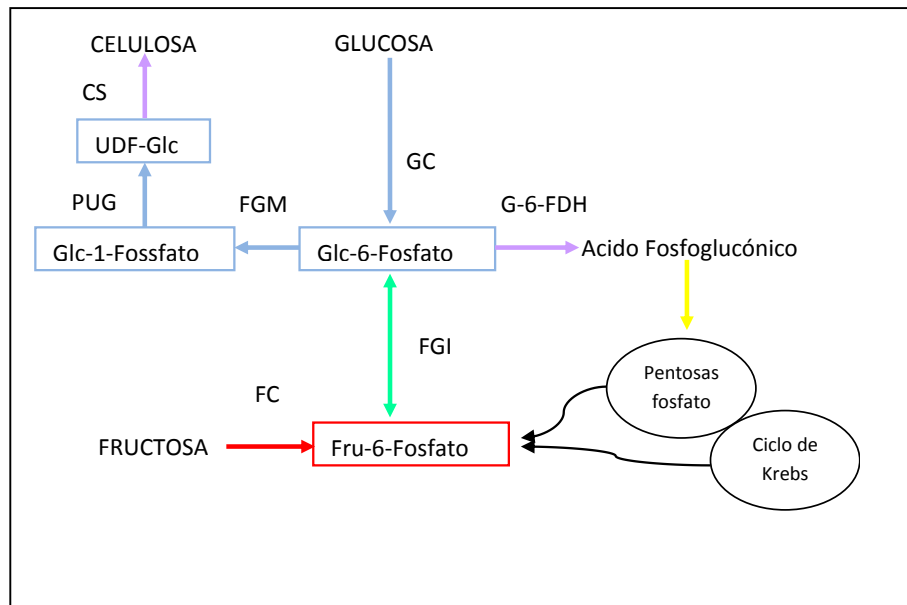 CELULOSA
GLUCOSA
CS
UDF-Glc
GC
PUG
FGM
G-6-FDH
Glc-1-Fossfato
Glc-6-Fosfato
Acido Fosfoglucónico
FGI
Pentosas
fosfato
FC
FRUCTOSA
Fru-6-Fosfato
Ciclo de
Krebs